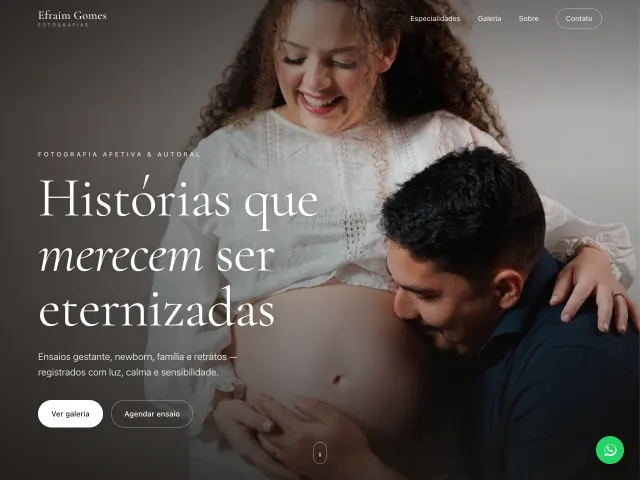 Efraim Gomes
FOTOGRAFIAS
Especialidades
Galeria
Sobre
Contato
FOTOGRAFIA AFETIVA & AUTORAL
Histórias que
merecem ser
eternizadas
Ensaios gestante, newborn, família e retratos —
registrados com luz, calma e sensibilidade.
Ver galeria
Agendar ensaio